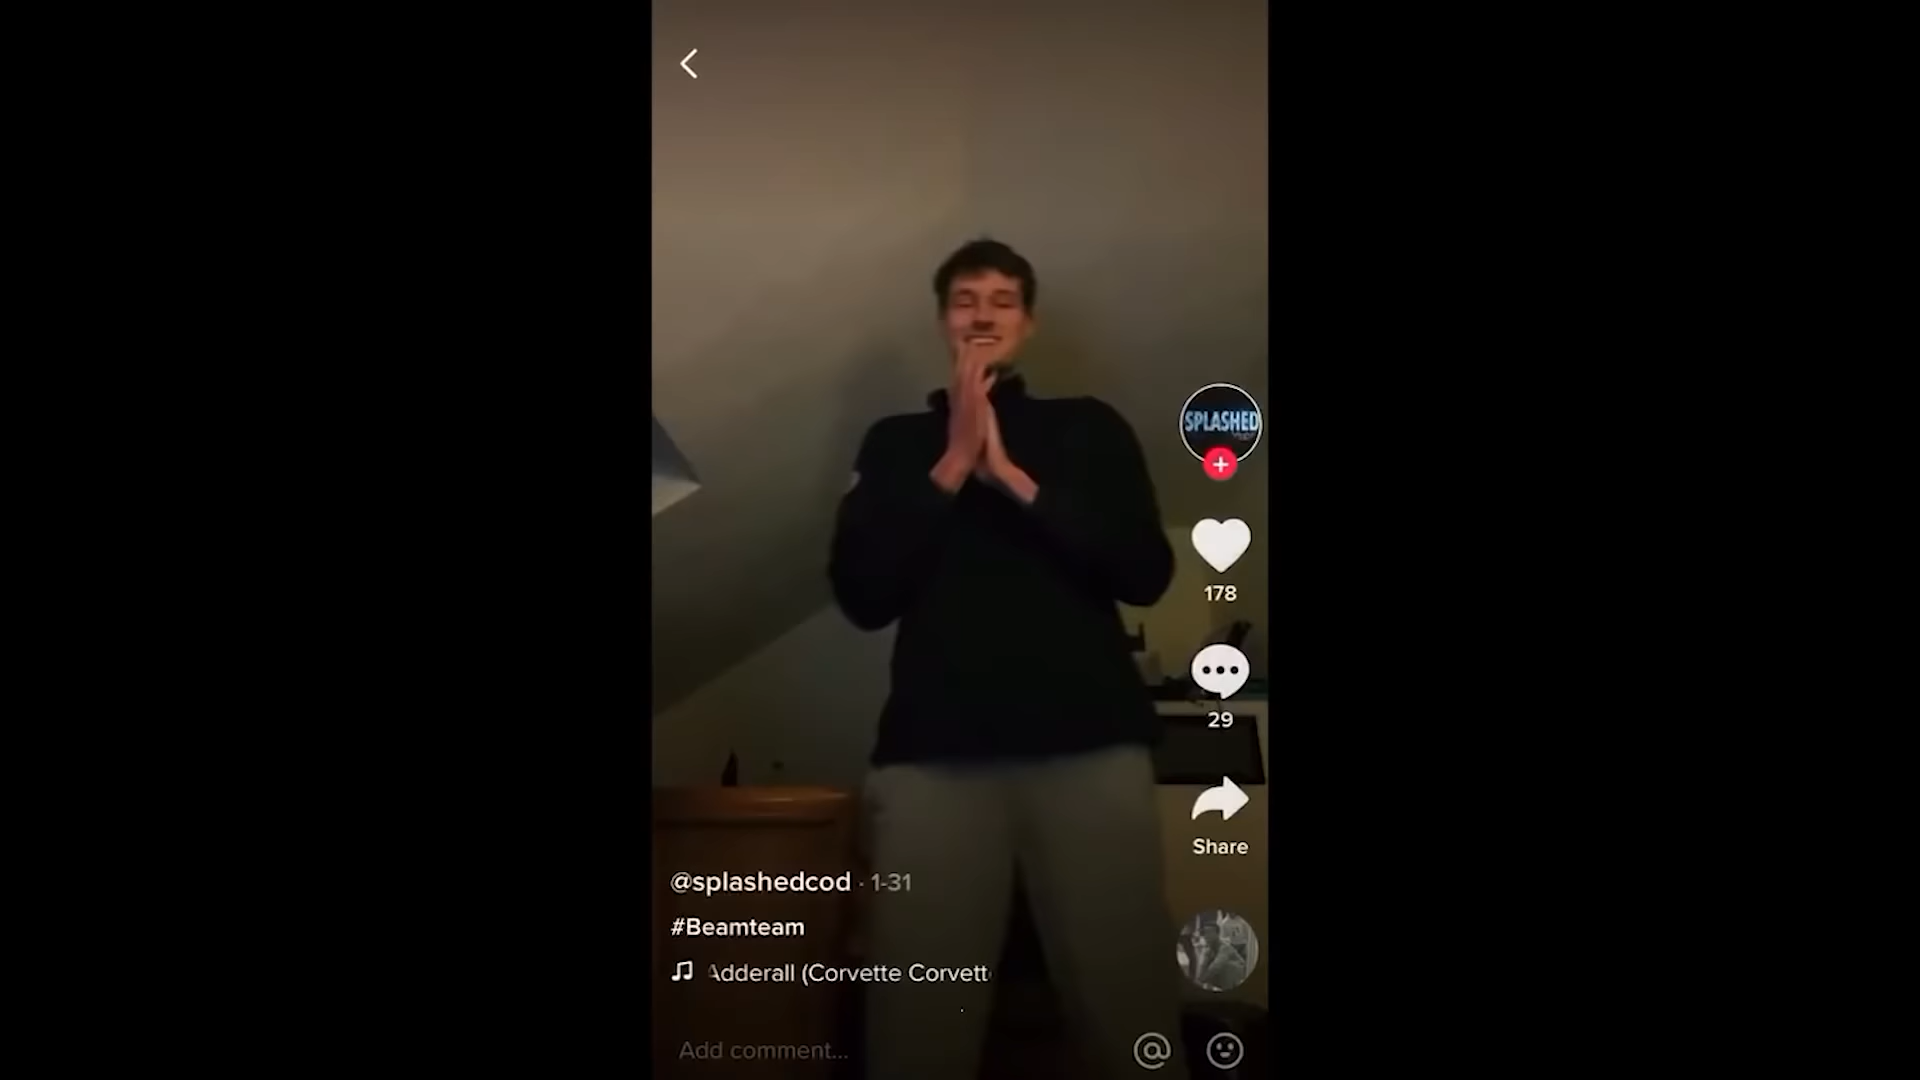 SPLASHED
178
29
Share
@splashedcod · 1-31
#Beamteam
Adderall (Corvette Corvett
Add comment...